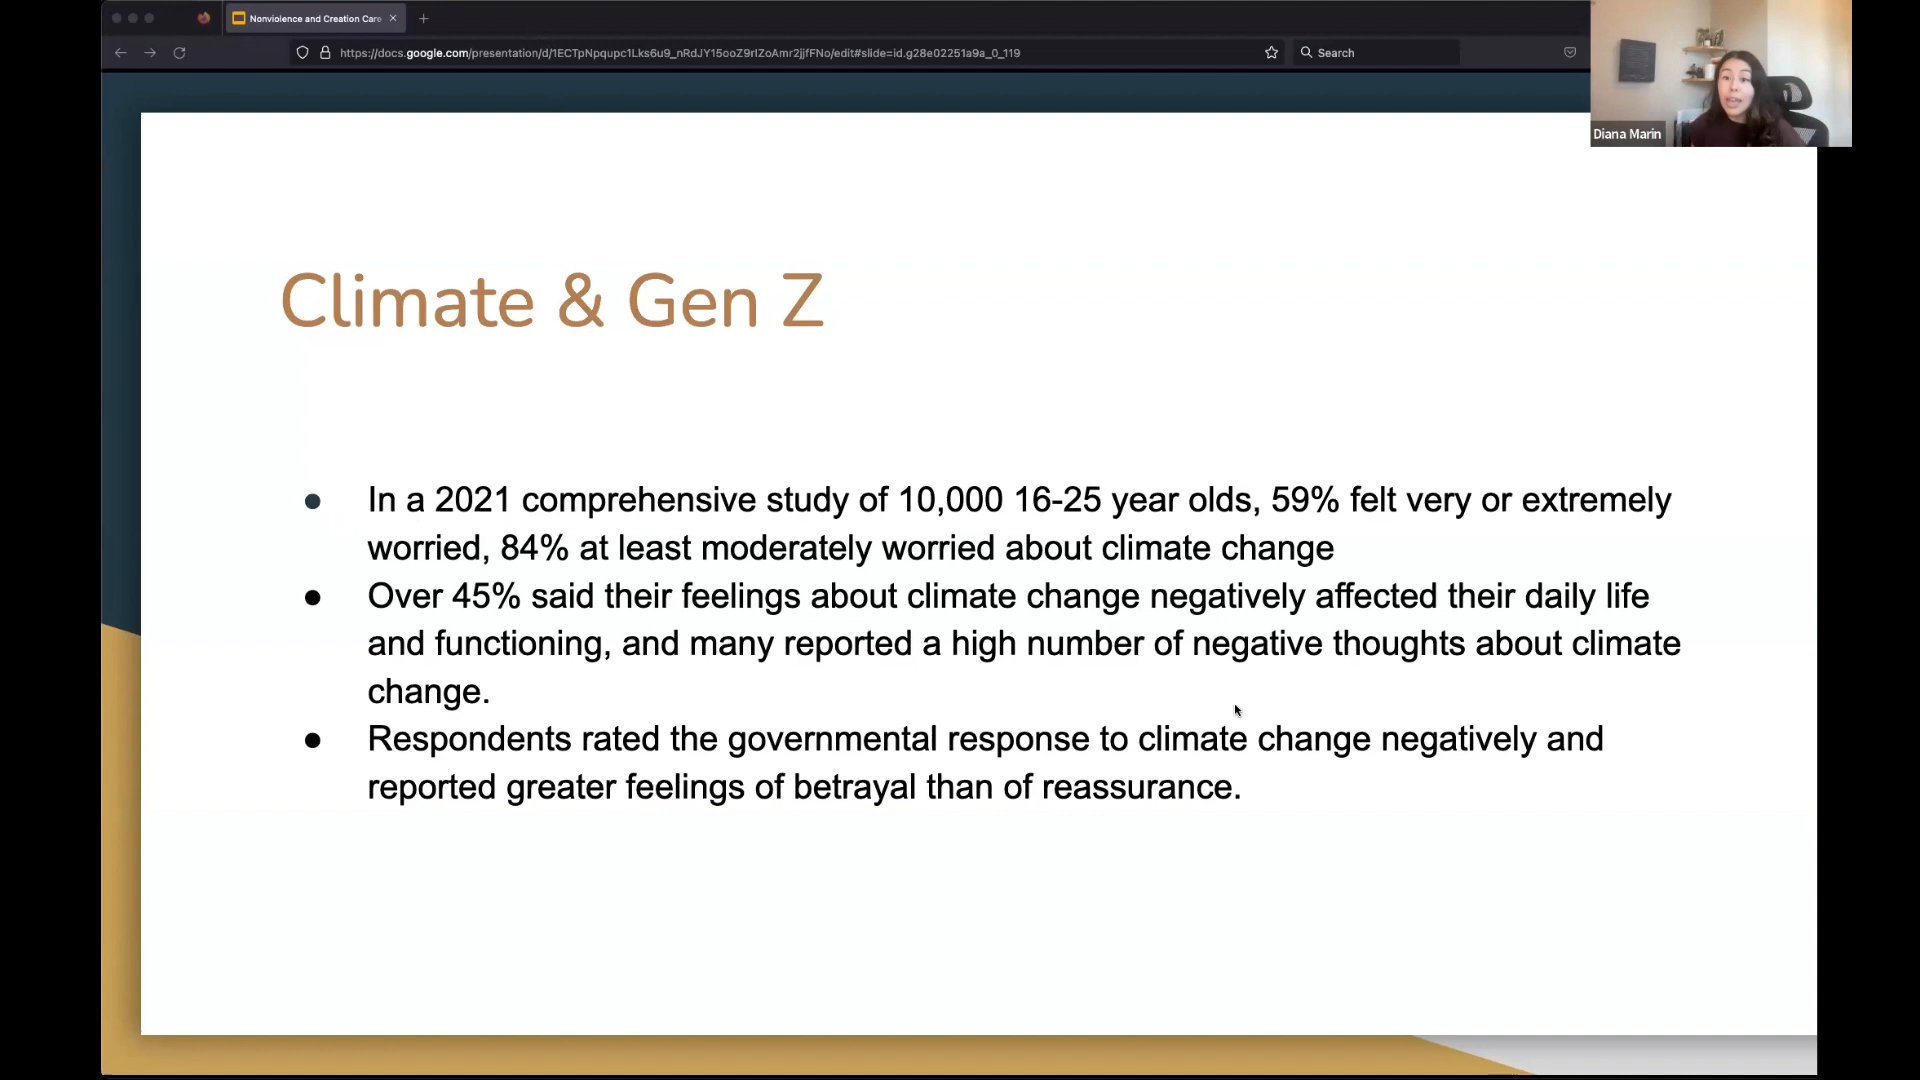 Nonviolence and Creation Care
https://docs.google.com/presentation/d/1ECTpNpqupc1Lks6u9_nRdJY15ooZ9rIZoAmr2jjfFNo/edit#slide=id.g28e02251a9a_0_119
Search
Diana Marin
Climate & Gen Z
● In a 2021 comprehensive study of 10,000 16-25 year olds, 59% felt very or extremely
worried, 84% at least moderately worried about climate change
● Over 45% said their feelings about climate change negatively affected their daily life
and functioning, and many reported a high number of negative thoughts about climate
change.
● Respondents rated the governmental response to climate change negatively and
reported greater feelings of betrayal than of reassurance.